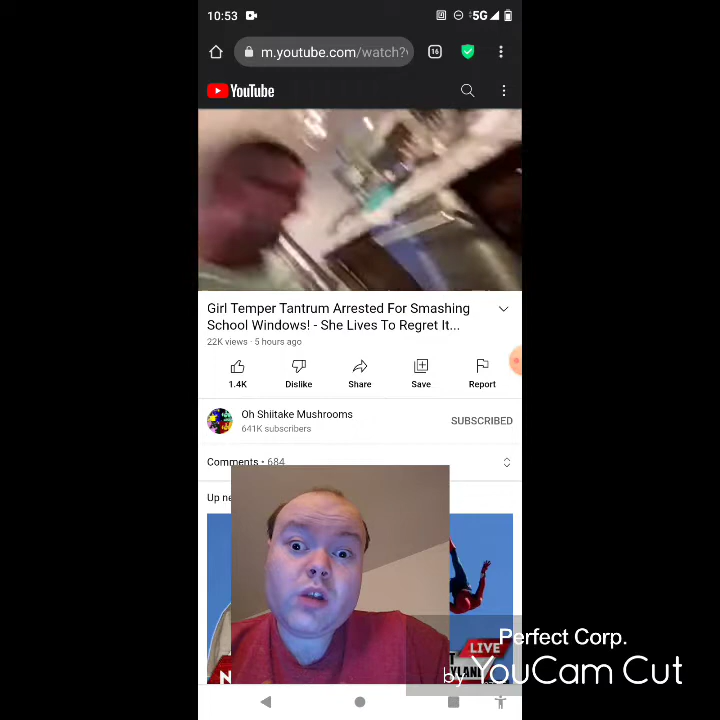 10:53
5G
m.youtube.com/watch?v
16
YouTube
Girl Temper Tantrum Arrested For Smashing
School Windows! - She Lives To Regret It...
22K views · 5 hours ago
1.4K
Dislike
Share
Save
Report
Oh Shiitake Mushrooms
641K subscribers
SUBSCRIBED
Comments • 684
Up ne
LIVE
N
YLAND
Perfect Corp.
by YouCam Cut